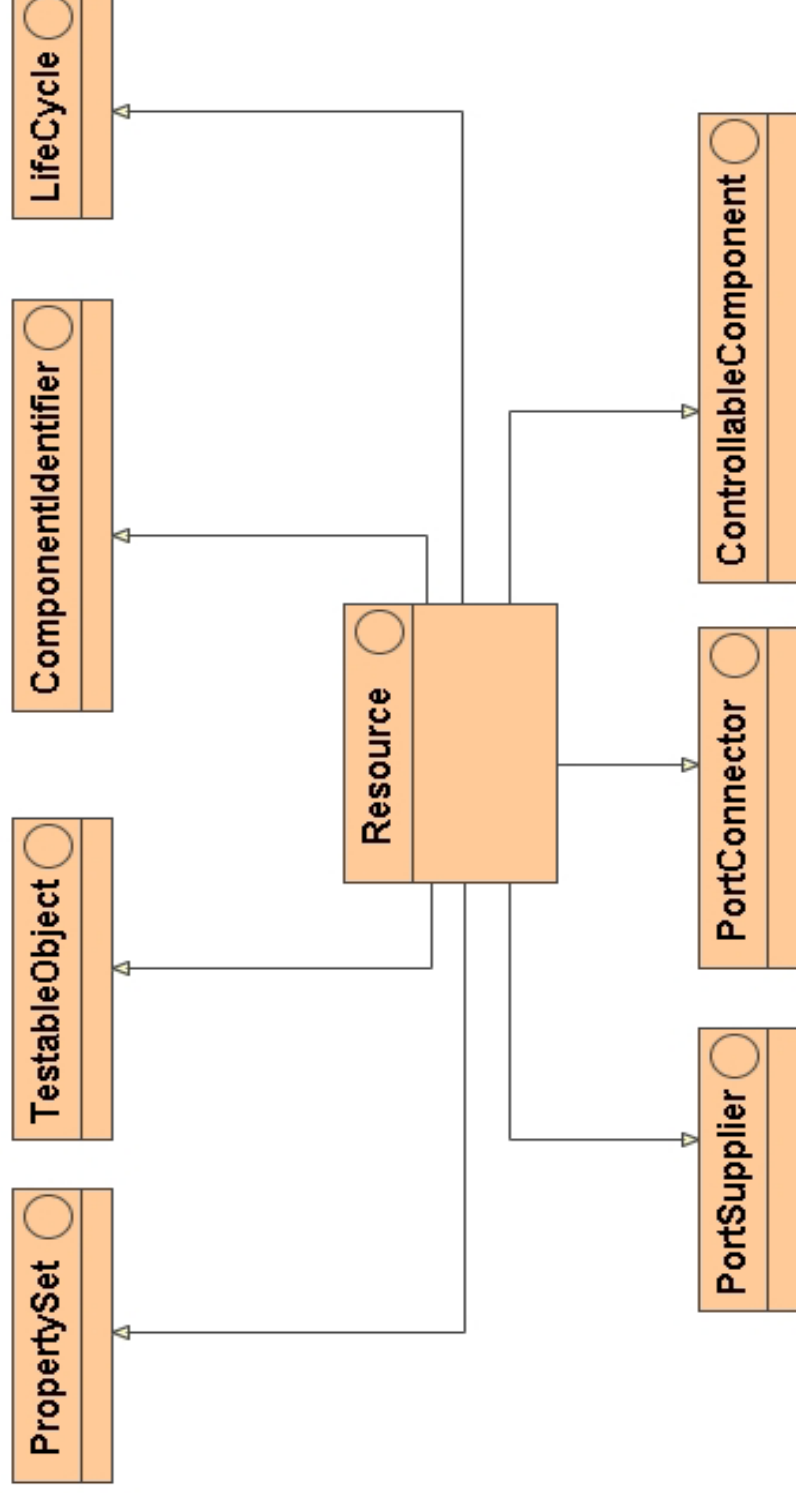 PropertySet
TestableObject
ComponentIdentifier
LifeCycle
Resource
PortSupplier
PortConnector
ControllableComponent